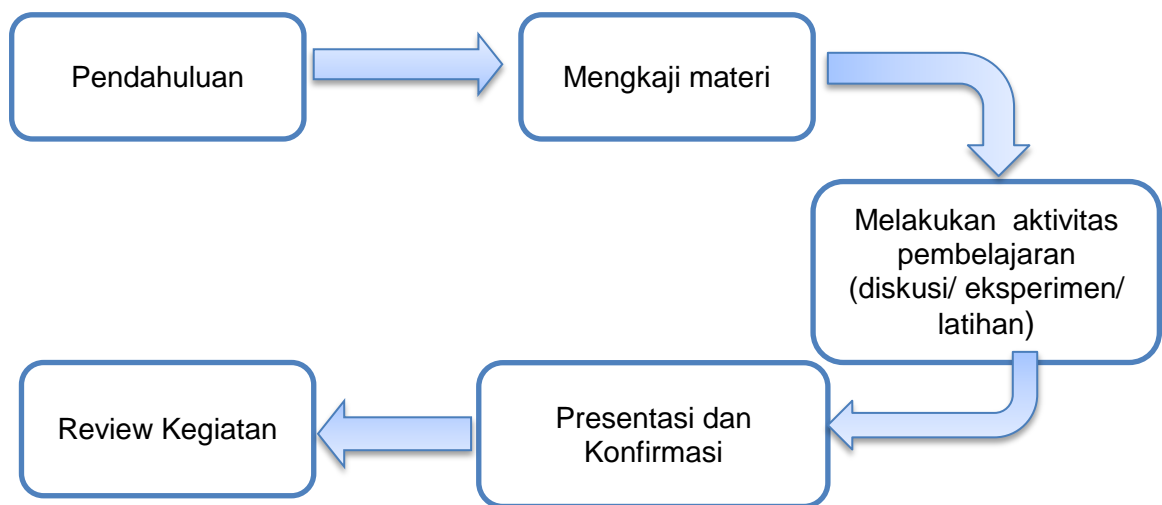 Pendahuluan
Mengkaji materi
Melakukan aktivitas
pembelajaran
(diskusi/ eksperimen/
latihan)
Presentasi dan
Konfirmasi
Review Kegiatan